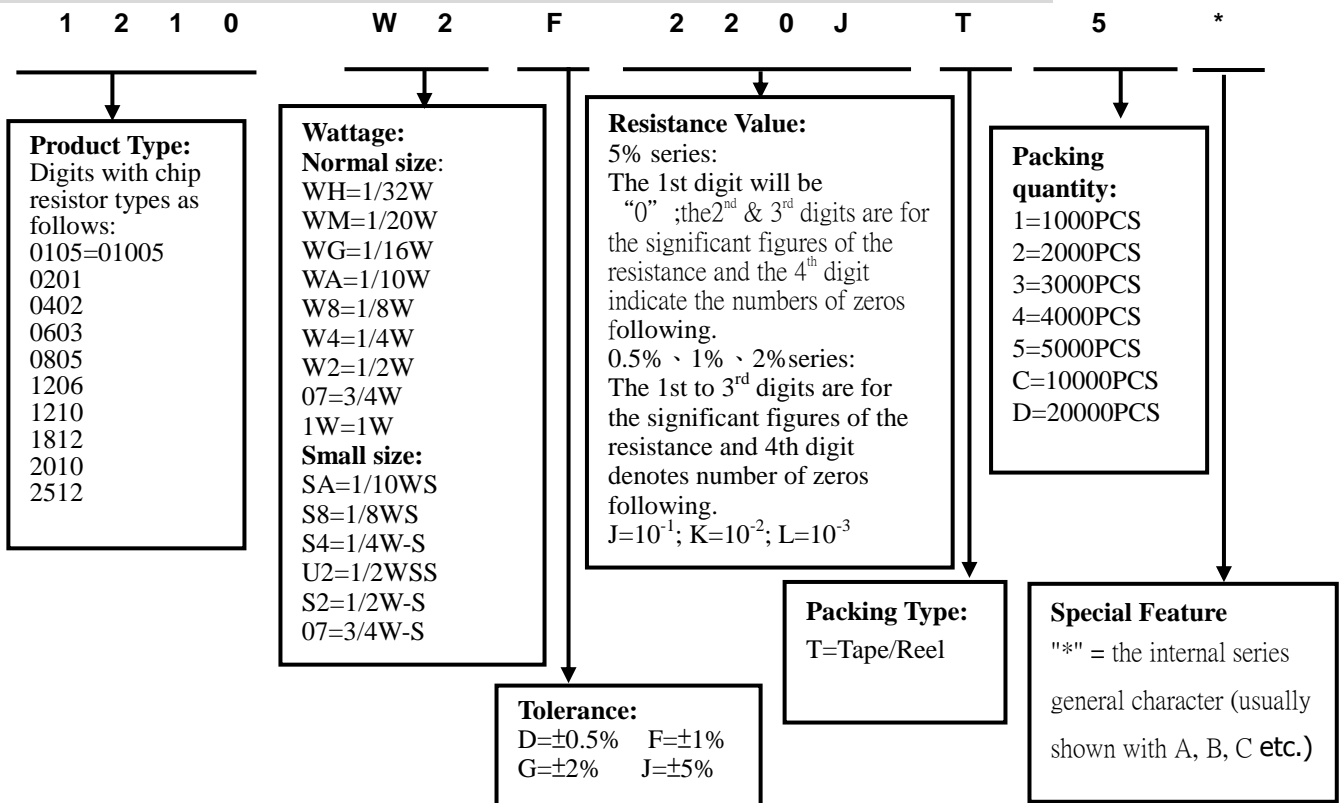 1 2 1 0 W 2 F 2 2 0 J T 5 *
Product Type:
Digits with chip
resistor types as
follows:
0105=01005
0201
0402
0603
0805
1206
1210
1812
2010
2512
Wattage:
Normal size:
WH=1/32W
WM=1/20W
WG=1/16W
WA=1/10W
W8=1/8W
W4=1/4W
W2=1/2W
07=3/4W
1W=1W
Small size:
SA=1/10WS
S8=1/8WS
S4=1/4W-S
U2=1/2WSS
S2=1/2W-S
07=3/4W-S
Tolerance:
D=±0.5% F=±1%
G=±2% J=±5%
Resistance Value:
5% series:
The 1st digit will be
“0” ;the2nd & 3rd digits are for
the significant figures of the
resistance and the 4th digit
indicate the numbers of zeros
following.
0.5%、1%、2%series:
The 1st to 3rd digits are for
the significant figures of the
resistance and 4th digit
denotes number of zeros
following.
J=10-1; K=10-2; L=10-3
Packing Type:
T=Tape/Reel
Packing
quantity:
1=1000PCS
2=2000PCS
3=3000PCS
4=4000PCS
5=5000PCS
C=10000PCS
D=20000PCS
Special Feature
"*" = the internal series
general character (usually
shown with A, B, C etc.)